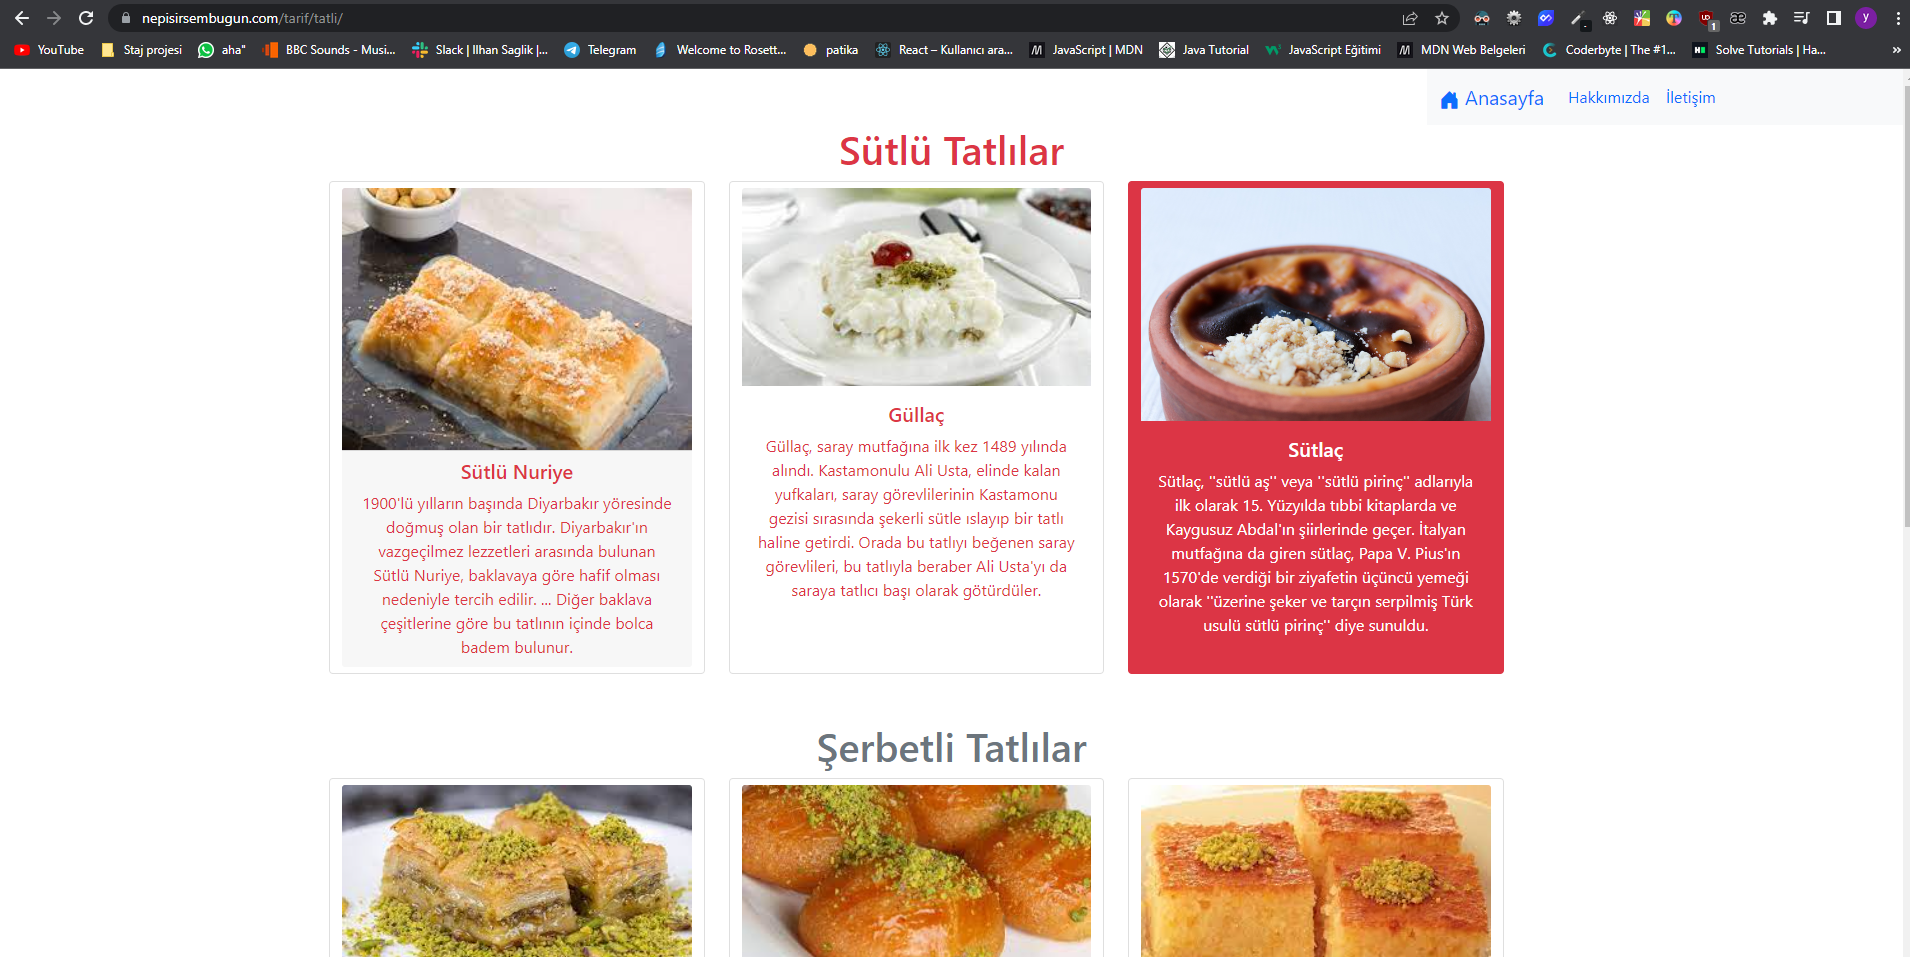 nepisirsembugun.com/tarif/tatli/
YouTube Staj projesi aha" BBC Sounds - Musi... Slack | Ilhan Saglik |... Telegram Welcome to Rosett... patika React – Kullanıcı ara... JavaScript | MDN Java Tutorial JavaScript Eğitimi MDN Web Belgeleri Coderbyte | The #1... Solve Tutorials | Ha... »
Anasayfa Hakkımızda İletişim
Sütlü Tatlılar
Sütlü Nuriye
1900'lü yılların başında Diyarbakır yöresinde
doğmuş olan bir tatlıdır. Diyarbakır'ın
vazgeçilmez lezzetleri arasında bulunan
Sütlü Nuriye, baklavaya göre hafif olması
nedeniyle tercih edilir. ... Diğer baklava
çeşitlerine göre bu tatlının içinde bolca
badem bulunur.
Güllaç
Güllaç, saray mutfağına ilk kez 1489 yılında
alındı. Kastamonulu Ali Usta, elinde kalan
yufkaları, saray görevlilerinin Kastamonu
gezisi sırasında şekerli sütle ıslayıp bir tatlı
haline getirdi. Orada bu tatlıyı beğenen saray
görevlileri, bu tatlıyla beraber Ali Usta'yı da
saraya tatlıcı başı olarak götürdüler.
Sütlaç
Sütlaç, ''sütlü aş'' veya ''sütlü pirinç'' adlarıyla
ilk olarak 15. Yüzyılda tıbbi kitaplarda ve
Kaygusuz Abdal'ın şiirlerinde geçer. İtalyan
mutfağına da giren sütlaç, Papa V. Pius'ın
1570'de verdiği bir ziyafetin üçüncü yemeği
olarak ''üzerine şeker ve tarçın serpilmiş Türk
usulü sütlü pirinç'' diye sunuldu.
Şerbetli Tatlılar